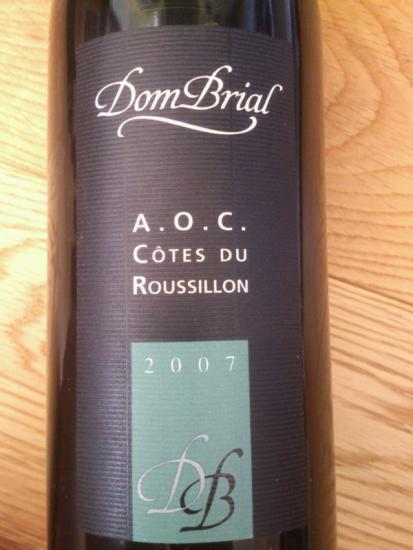 Dom Brial
A.O.C.
CÔTES DU
ROUSSILLON
2007
DB